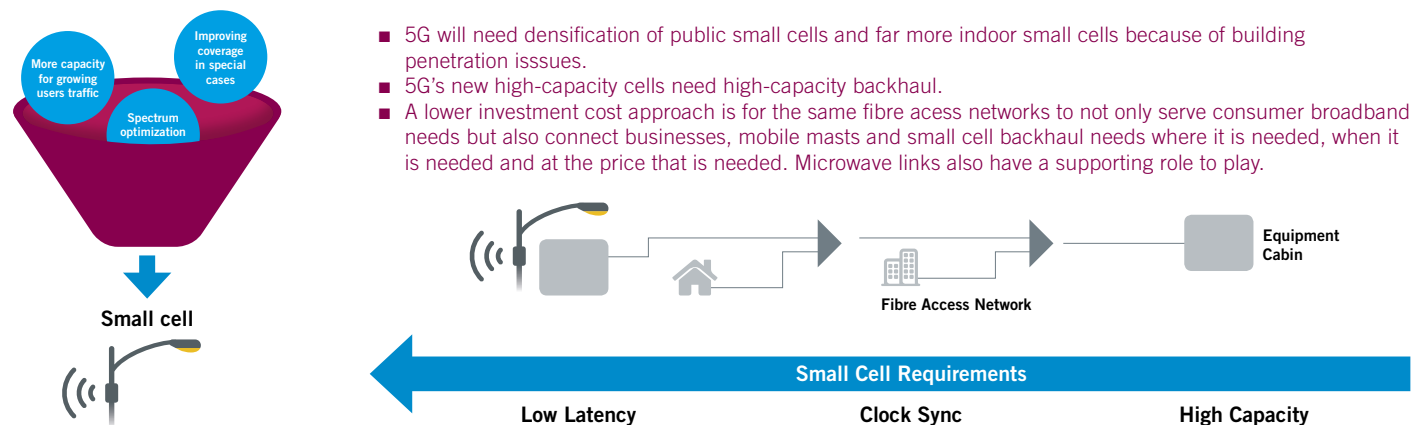 Improving
coverage
in special
cases
More capacity
for growing
users traffic
Spectrum
optimization
Small cell
■ 5G will need densification of public small cells and far more indoor small cells because of building
penetration isssues.
■ 5G's new high-capacity cells need high-capacity backhaul.
■ A lower investment cost approach is for the same fibre acess networks to not only serve consumer broadband
needs but also connect businesses, mobile masts and small cell backhaul needs where it is needed, when it
is needed and at the price that is needed. Microwave links also have a supporting role to play.
Equipment
Cabin
Fibre Access Network
Small Cell Requirements
Low Latency
Clock Sync
High Capacity